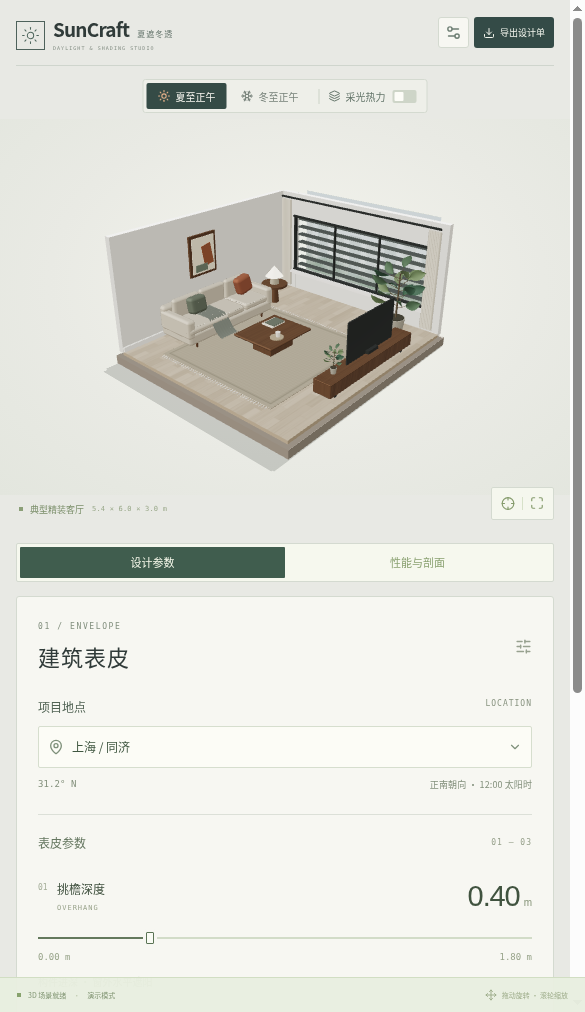 SunCraft 夏遮冬透
DAYLIGHT & SHADING STUDIO
导出设计单
夏至正午 冬至正午 采光热力
典型精装客厅 5.4 × 6.0 × 3.0 m
设计参数 性能与剖面
01 / ENVELOPE
建筑表皮
项目地点 LOCATION
上海 / 同济
31.2° N 正南朝向 · 12:00 太阳时
表皮参数 01 — 03
01 挑檐深度 0.40 m
OVERHANG
0.00 m 1.80 m
3D 场景就绪 · 演示模式 拖动旋转 · 滚轮缩放